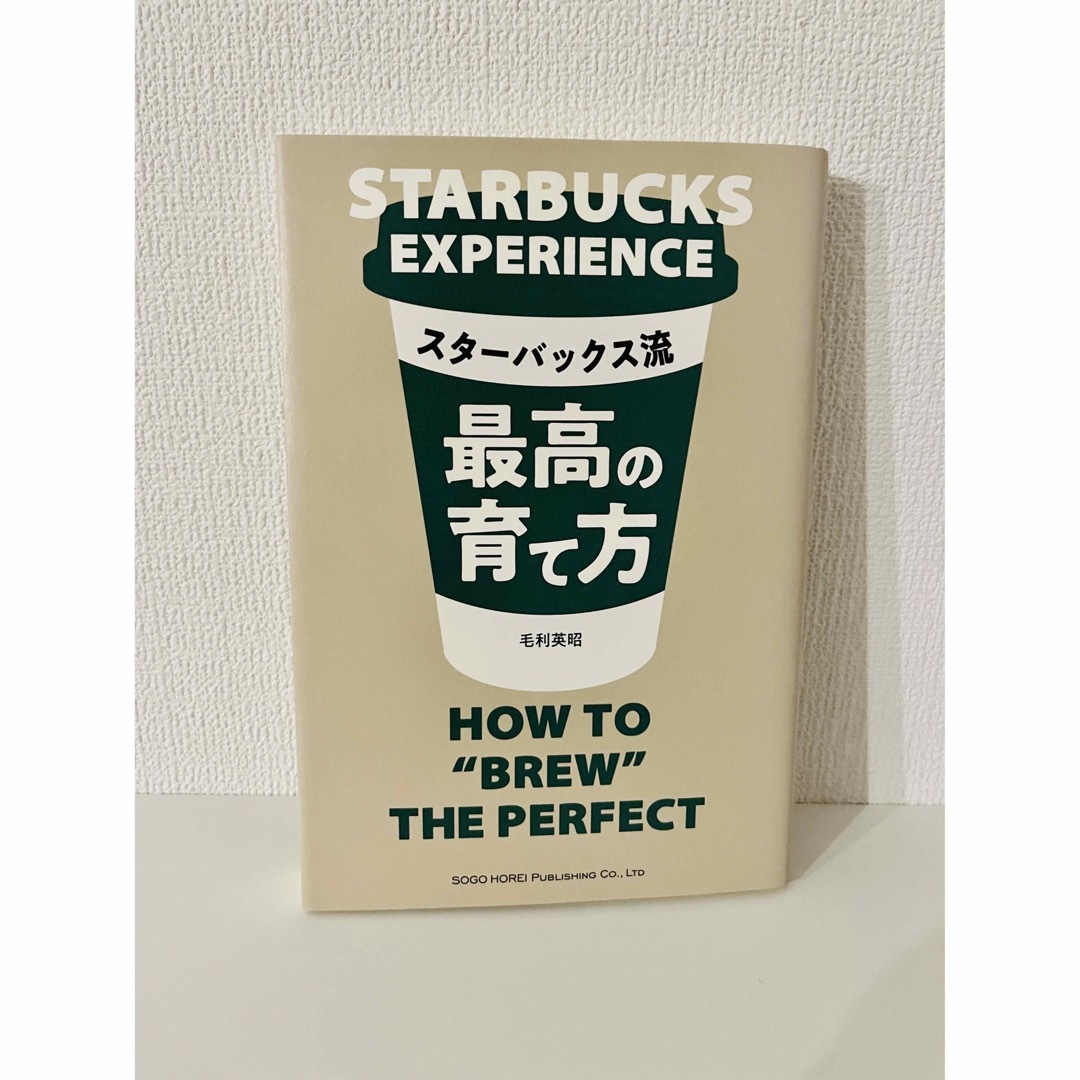 STARBUCKS
EXPERIENCE
スターバックス流
最高の
育て方
毛利英昭
HOW TO
“BREW”
THE PERFECT
SOGO HOREI PUBLISHING CO., LTD